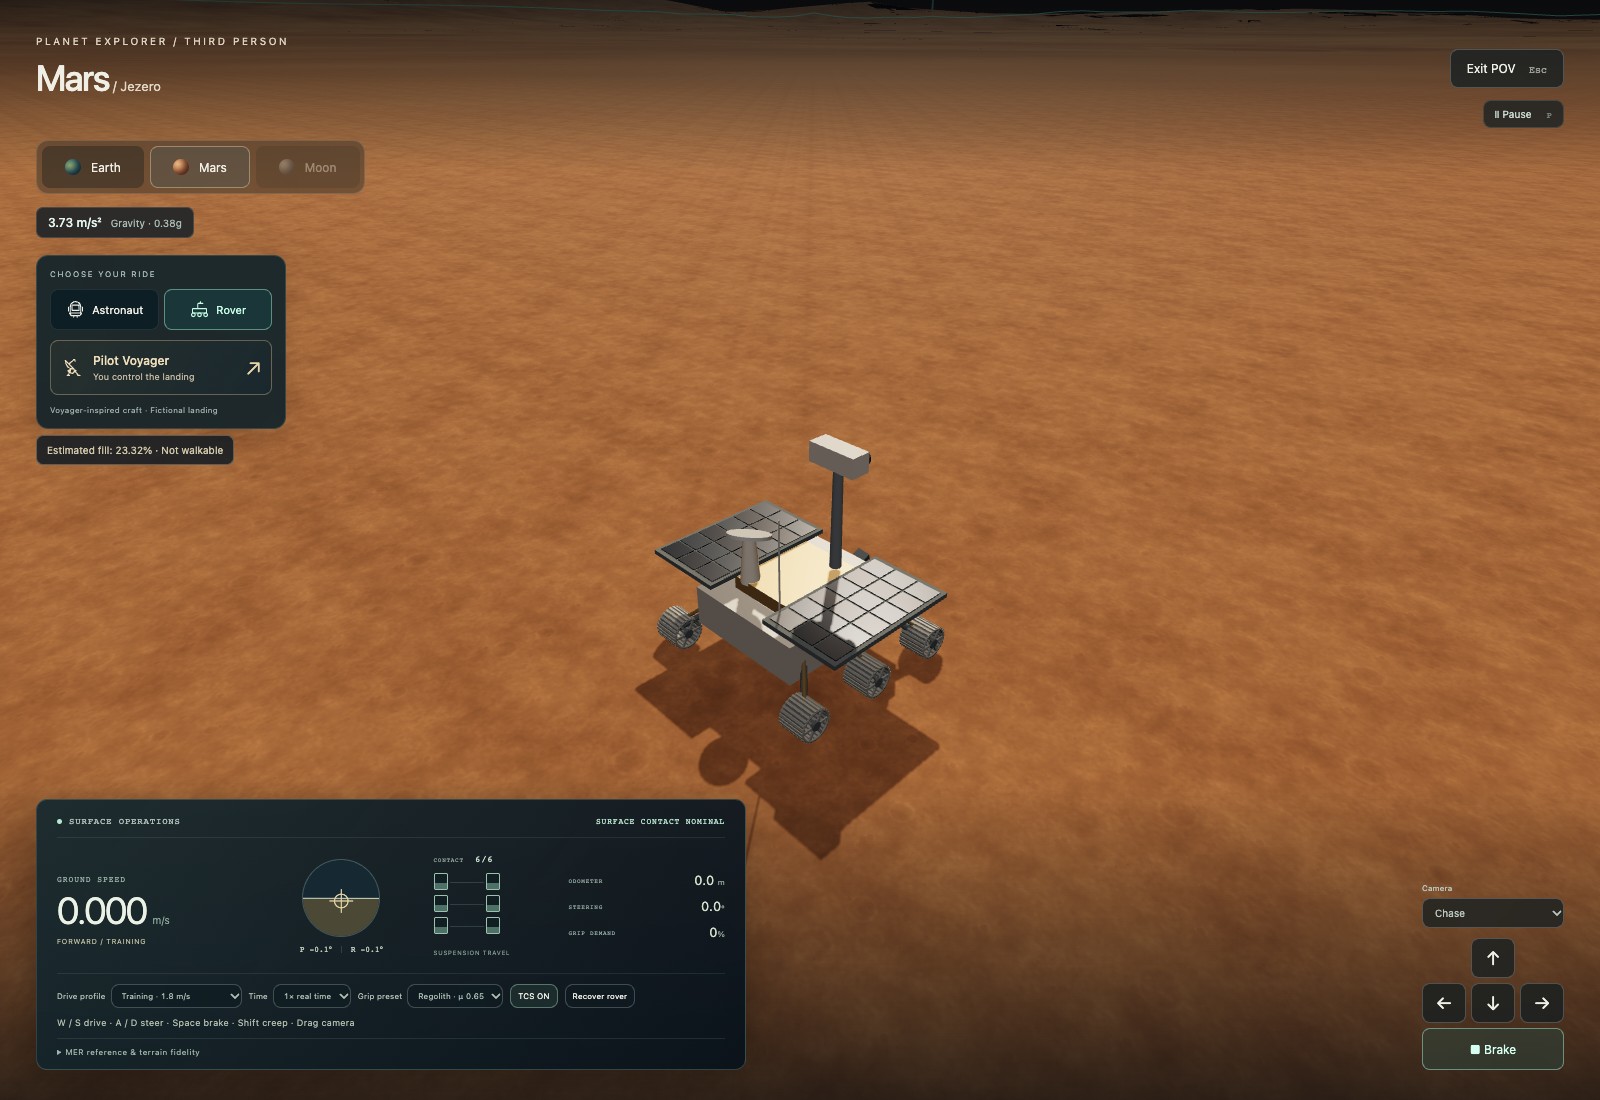 PLANET EXPLORER / THIRD PERSON
Mars / Jezero
Exit POV Esc
Pause P
Earth Mars Moon
3.73 m/s² Gravity · 0.38g
CHOOSE YOUR RIDE
Astronaut Rover
Pilot Voyager
You control the landing
Voyager-inspired craft · Fictional landing
Estimated fill: 23.32% · Not walkable
SURFACE OPERATIONS SURFACE CONTACT NOMINAL
GROUND SPEED
0.000 m/s
FORWARD / TRAINING
P -0.1° | R -0.1°
CONTACT 6/6
SUSPENSION TRAVEL
ODOMETER 0.0 m
STEERING 0.0°
GRIP DEMAND 0%
Drive profile Training · 1.8 m/s Time 1× real time Grip preset Regolith · μ 0.65 TCS ON Recover rover
W / S drive · A / D steer · Space brake · Shift creep · Drag camera
MER reference & terrain fidelity
Camera
Chase
Brake